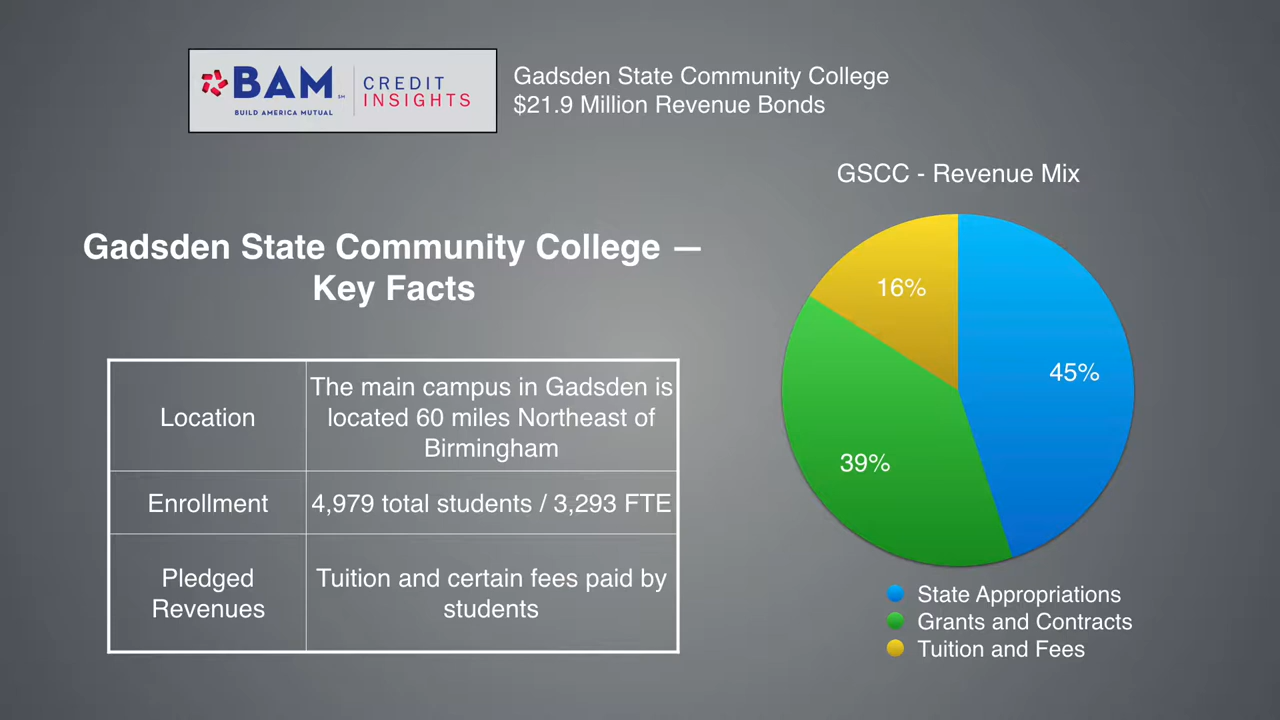 BAM SM
BUILD AMERICA MUTUAL
CREDIT
INSIGHTS
Gadsden State Community College
$21.9 Million Revenue Bonds
GSCC - Revenue Mix
Gadsden State Community College —
Key Facts
Location
The main campus in Gadsden is
located 60 miles Northeast of
Birmingham
Enrollment
4,979 total students / 3,293 FTE
Pledged
Revenues
Tuition and certain fees paid by
students
16%
45%
39%
State Appropriations
Grants and Contracts
Tuition and Fees